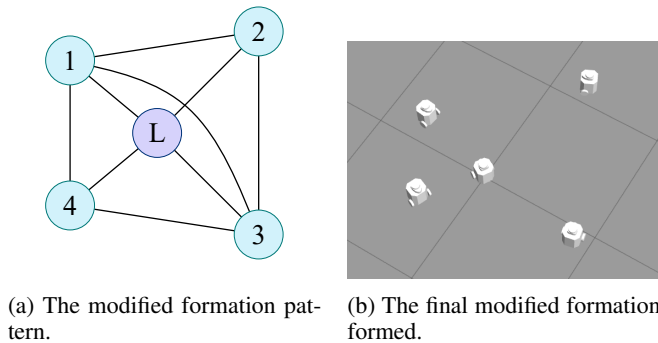 1
2
L
4
3
(a) The modified formation pat-
tern.
(b) The final modified formation
formed.